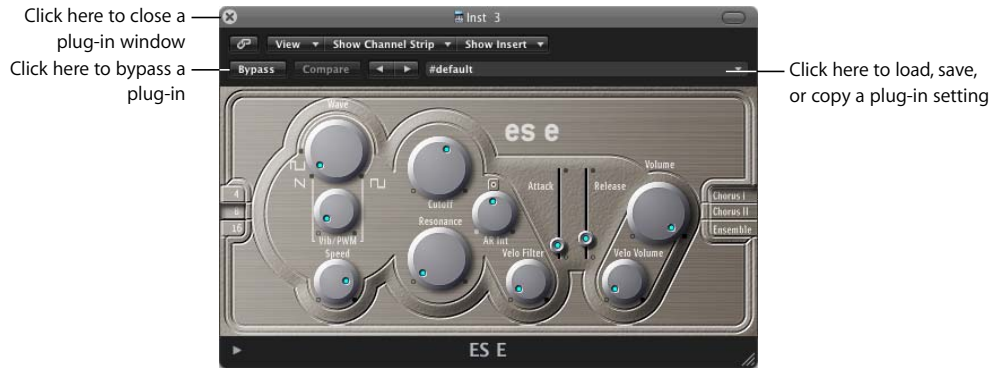 Click here to close a
plug-in window
Click here to bypass a
plug-in
Inst 3
View Show Channel Strip Show Insert
Bypass Compare #default
Click here to load, save,
or copy a plug-in setting
Wave
es e
Volume
Cutoff
Attack
Release
4
8
16
Chorus I
Chorus II
Ensemble
Resonance
Vib/PWM
Speed
AR Int
Velo Filter
Velo Volume
ES E